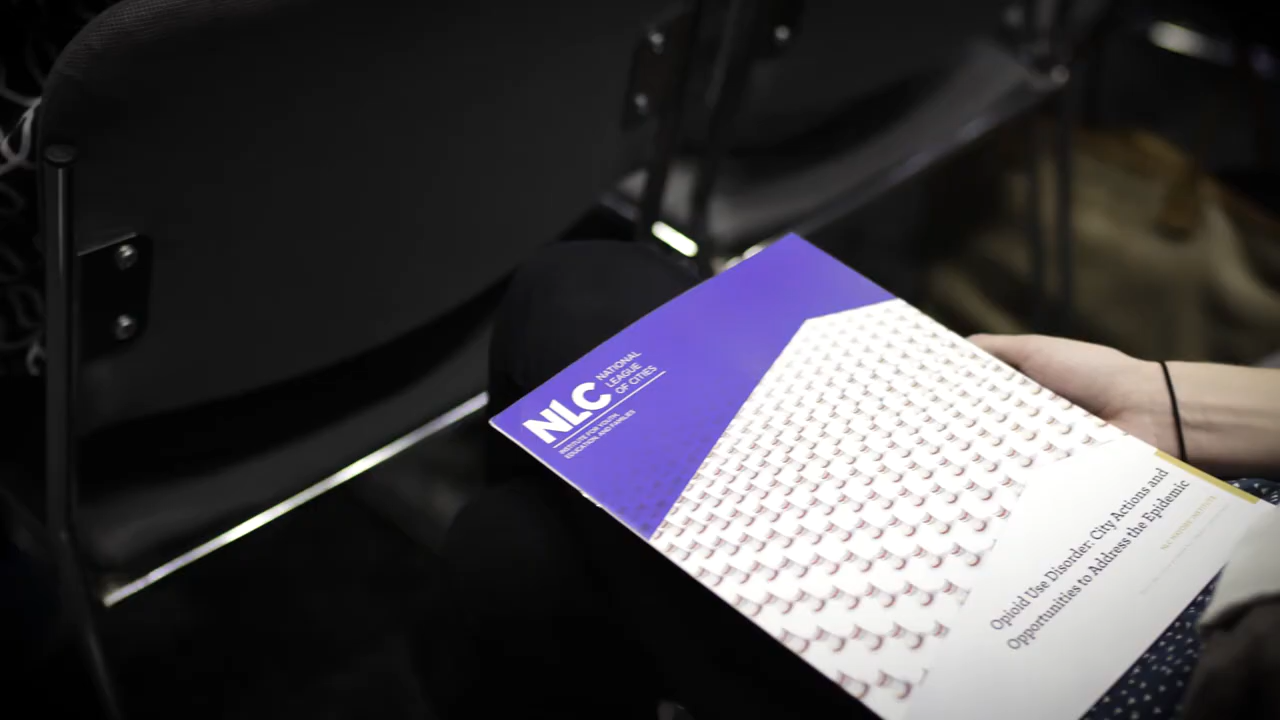 NLC
NATIONAL
LEAGUE
OF CITIES
INSTITUTE FOR YOUTH,
EDUCATION, AND FAMILIES
Opioid Use Disorder: City Actions and
Opportunities to Address the Epidemic